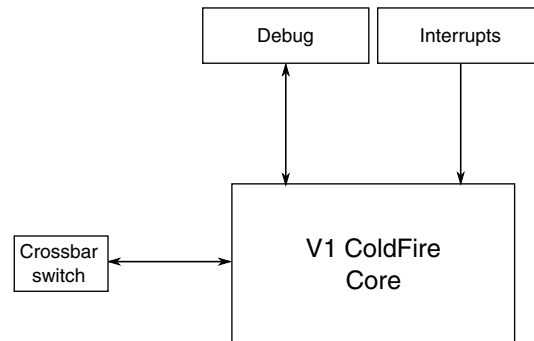 Debug
Interrupts
Crossbar
switch
V1 ColdFire
Core